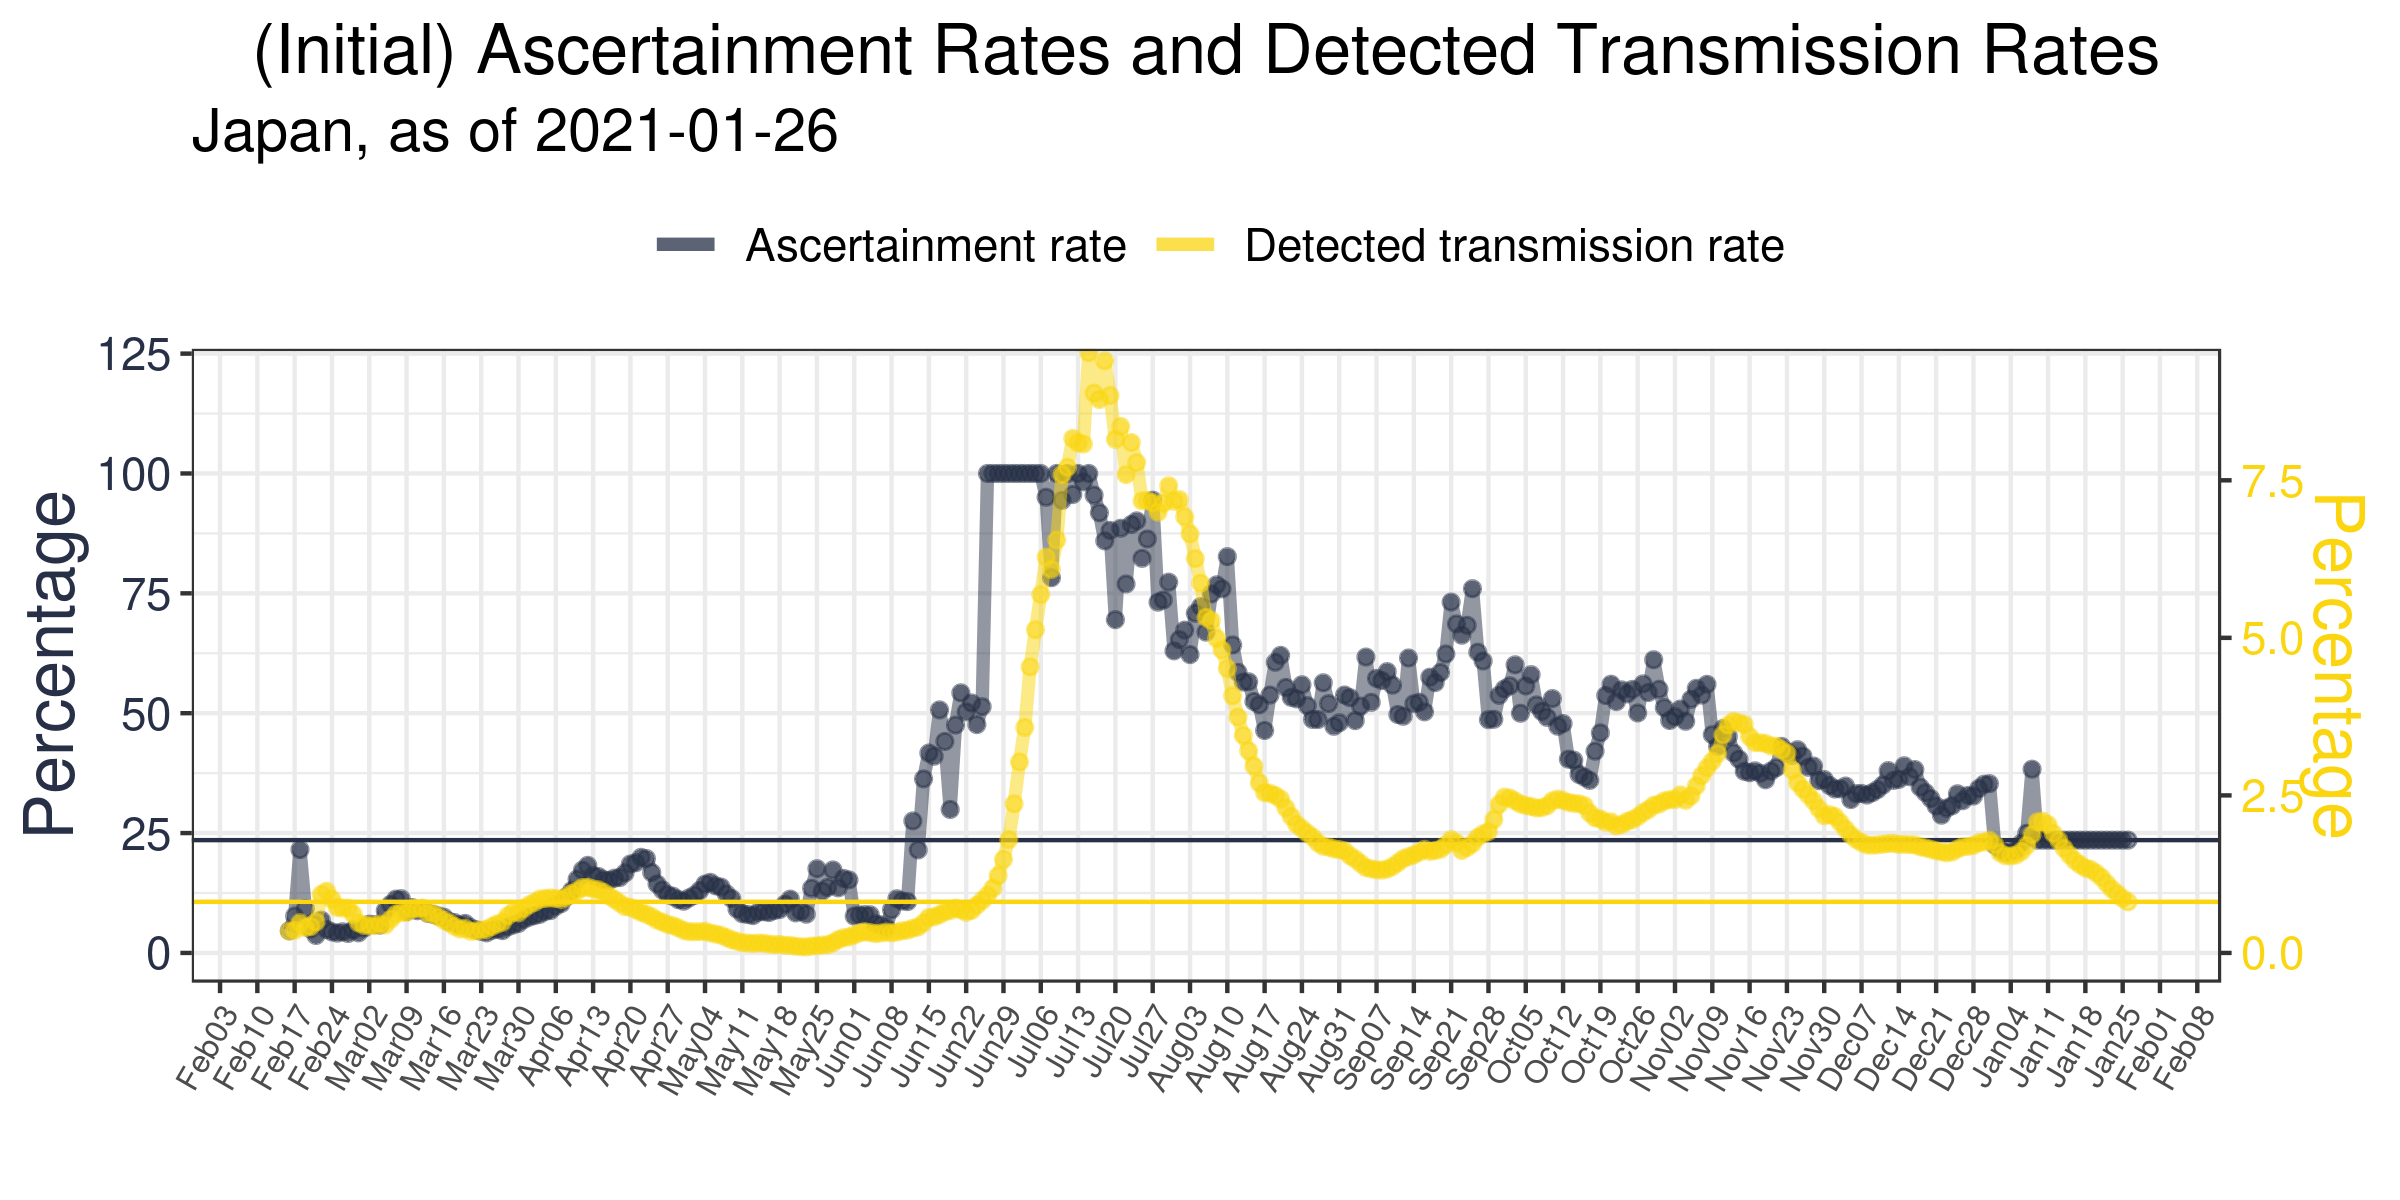 (Initial) Ascertainment Rates and Detected Transmission Rates
Japan, as of 2021-01-26
Ascertainment rate
Detected transmission rate
Percentage
125
100
75
50
25
0
7.5
5.0
2.5
0.0
Percentage
Feb03
Feb10
Feb17
Feb24
Mar02
Mar09
Mar16
Mar23
Mar30
Apr06
Apr13
Apr20
Apr27
May04
May11
May18
May25
Jun01
Jun08
Jun15
Jun22
Jun29
Jul06
Jul13
Jul20
Jul27
Aug03
Aug10
Aug17
Aug24
Aug31
Sep07
Sep14
Sep21
Sep28
Oct05
Oct12
Oct19
Oct26
Nov02
Nov09
Nov16
Nov23
Nov30
Dec07
Dec14
Dec21
Dec28
Jan04
Jan11
Jan18
Jan25
Feb01
Feb08